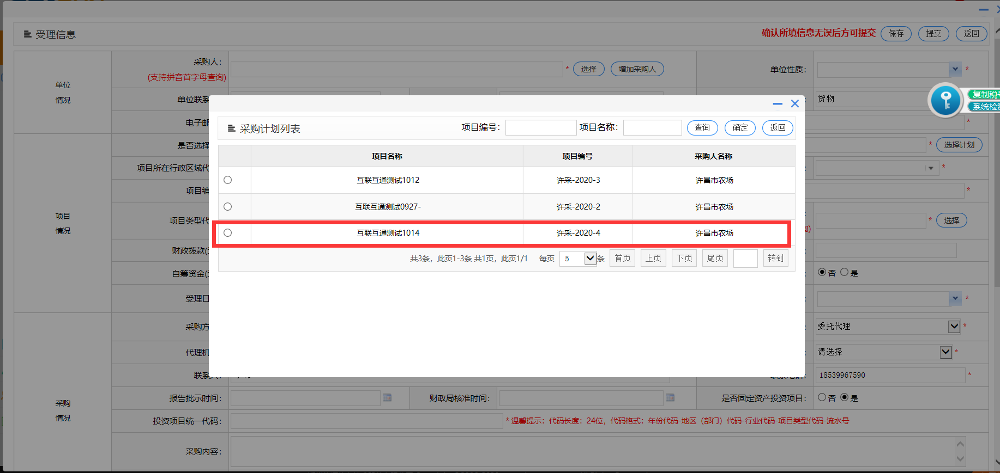 受理信息
确认所填信息无误后方可提交 保存 提交 返回
采购人：
(支持拼音首字母查询)
* 选择 增加采购人
单位性质： *
单位
情况
单位联系
货物
复制税号
系统检测
电子邮
*
采购计划列表
项目编号： 项目名称： 查询 确定 返回
项目名称 项目编号 采购人名称
互联互通测试1012 许采-2020-3 许昌市农场
互联互通测试0927- 许采-2020-2 许昌市农场
互联互通测试1014 许采-2020-4 许昌市农场
共3条，此页1-3条 共1页，此页1/1 每页 5 条 首页 上页 下页 尾页 转到
是否选择
* 选择计划
项目所在行政区域代
*
项目编
*
项目
情况
项目类型代
* 选择
财政拨款(
自筹资金(
否 是
受理日
*
采购方
委托代理 *
代理机
请选择 *
联系人：
18539967590 *
报告批示时间： 财政局核准时间： 是否固定资产投资项目： 否 是
采购
情况
投资项目统一代码： * 温馨提示：代码长度：24位，代码格式：年份代码-地区（部门）代码-行业代码-项目类型代码-流水号
采购内容：